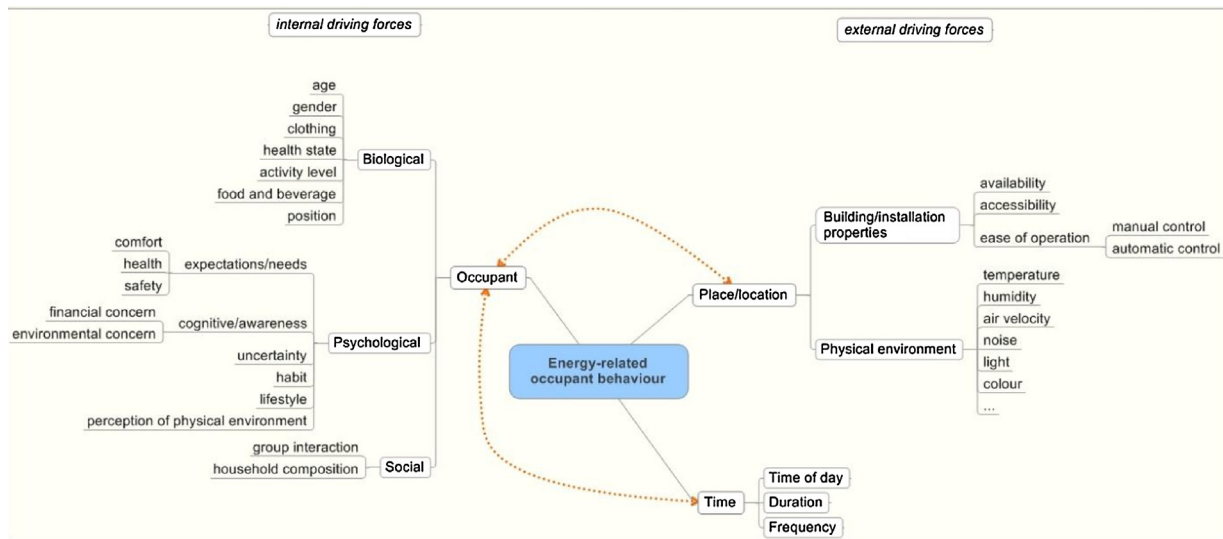 internal driving forces
external driving forces
age
gender
clothing
health state
activity level
food and beverage
position
Biological
comfort
health
safety
expectations/needs
financial concern
environmental concern
cognitive/awareness
uncertainty
habit
lifestyle
perception of physical environment
Psychological
group interaction
household composition
Social
Occupant
Energy-related
occupant behaviour
Place/location
Building/installation
properties
availability
accessibility
ease of operation
manual control
automatic control
Physical environment
temperature
humidity
air velocity
noise
light
colour
...
Time
Time of day
Duration
Frequency